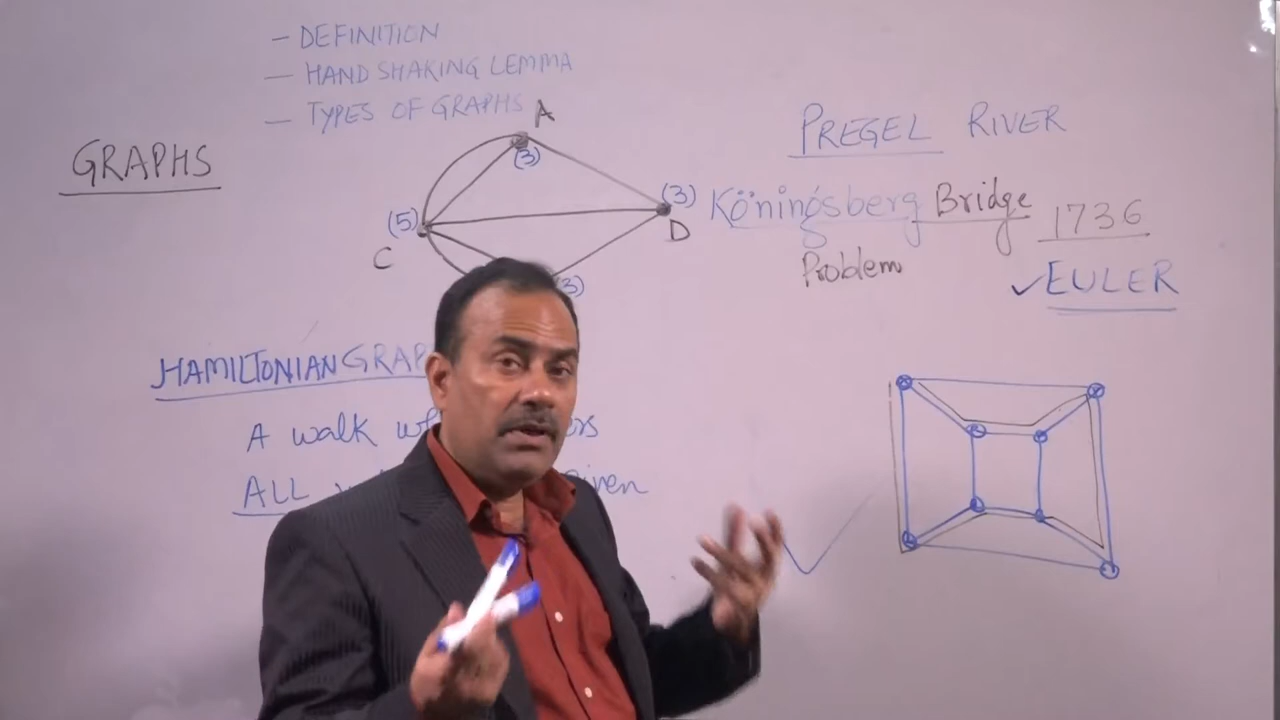 - DEFINITION
- HAND SHAKING LEMMA
- TYPES OF GRAPHS
GRAPHS
A
(3)
(5)
C
(3)
D
(3)
PREGEL RIVER
Köningsberg Bridge
Problem
1736
✓EULER
HAMILTONIAN GRAP
A walk
ALL